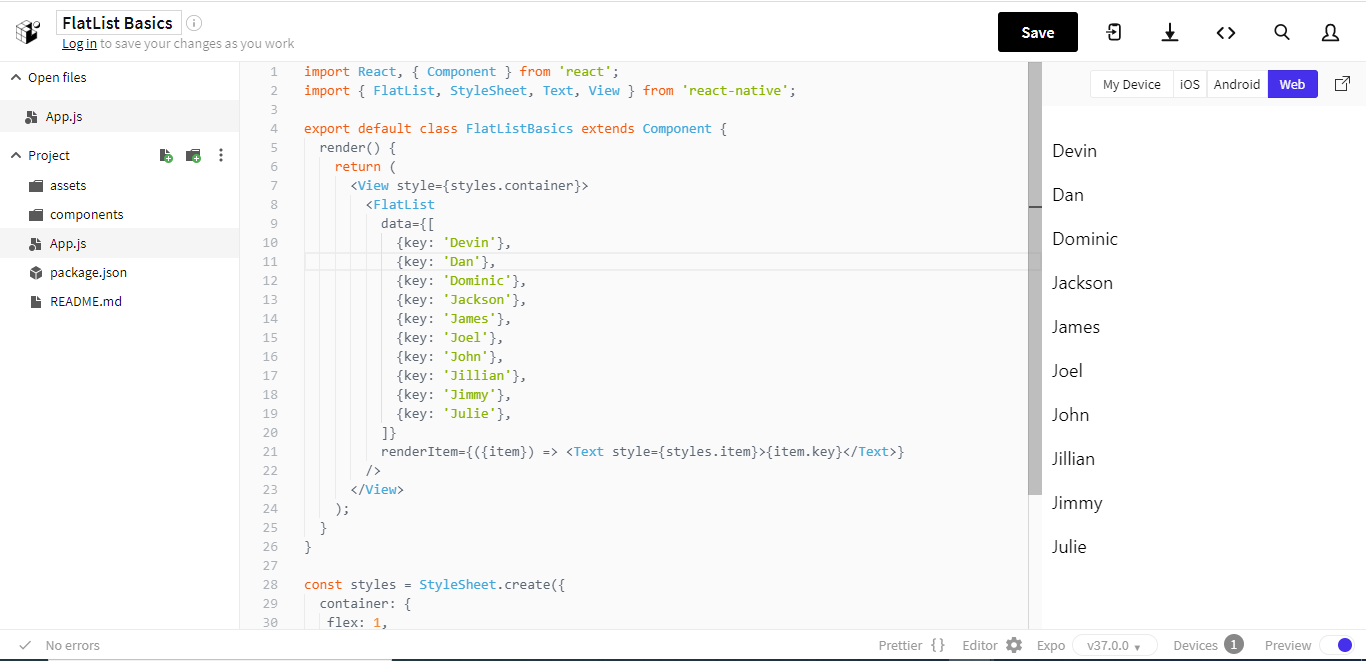 FlatList Basics
Log in to save your changes as you work
Save
Open files
App.js
Project
assets
components
App.js
package.json
README.md
1 import React, { Component } from 'react';
2 import { FlatList, StyleSheet, Text, View } from 'react-native';
3
4 export default class FlatListBasics extends Component {
5 render() {
6 return (
7 <View style={styles.container}>
8 <FlatList
9 data={[
10 {key: 'Devin'},
11 {key: 'Dan'},
12 {key: 'Dominic'},
13 {key: 'Jackson'},
14 {key: 'James'},
15 {key: 'Joel'},
16 {key: 'John'},
17 {key: 'Jillian'},
18 {key: 'Jimmy'},
19 {key: 'Julie'},
20 ]}
21 renderItem={({item}) => <Text style={styles.item}>{item.key}</Text>}
22 />
23 </View>
24 );
25 }
26 }
27
28 const styles = StyleSheet.create({
29 container: {
30 flex: 1,
My Device iOS Android Web
Devin
Dan
Dominic
Jackson
James
Joel
John
Jillian
Jimmy
Julie
No errors
Prettier {} Editor Expo v37.0.0 Devices 1 Preview